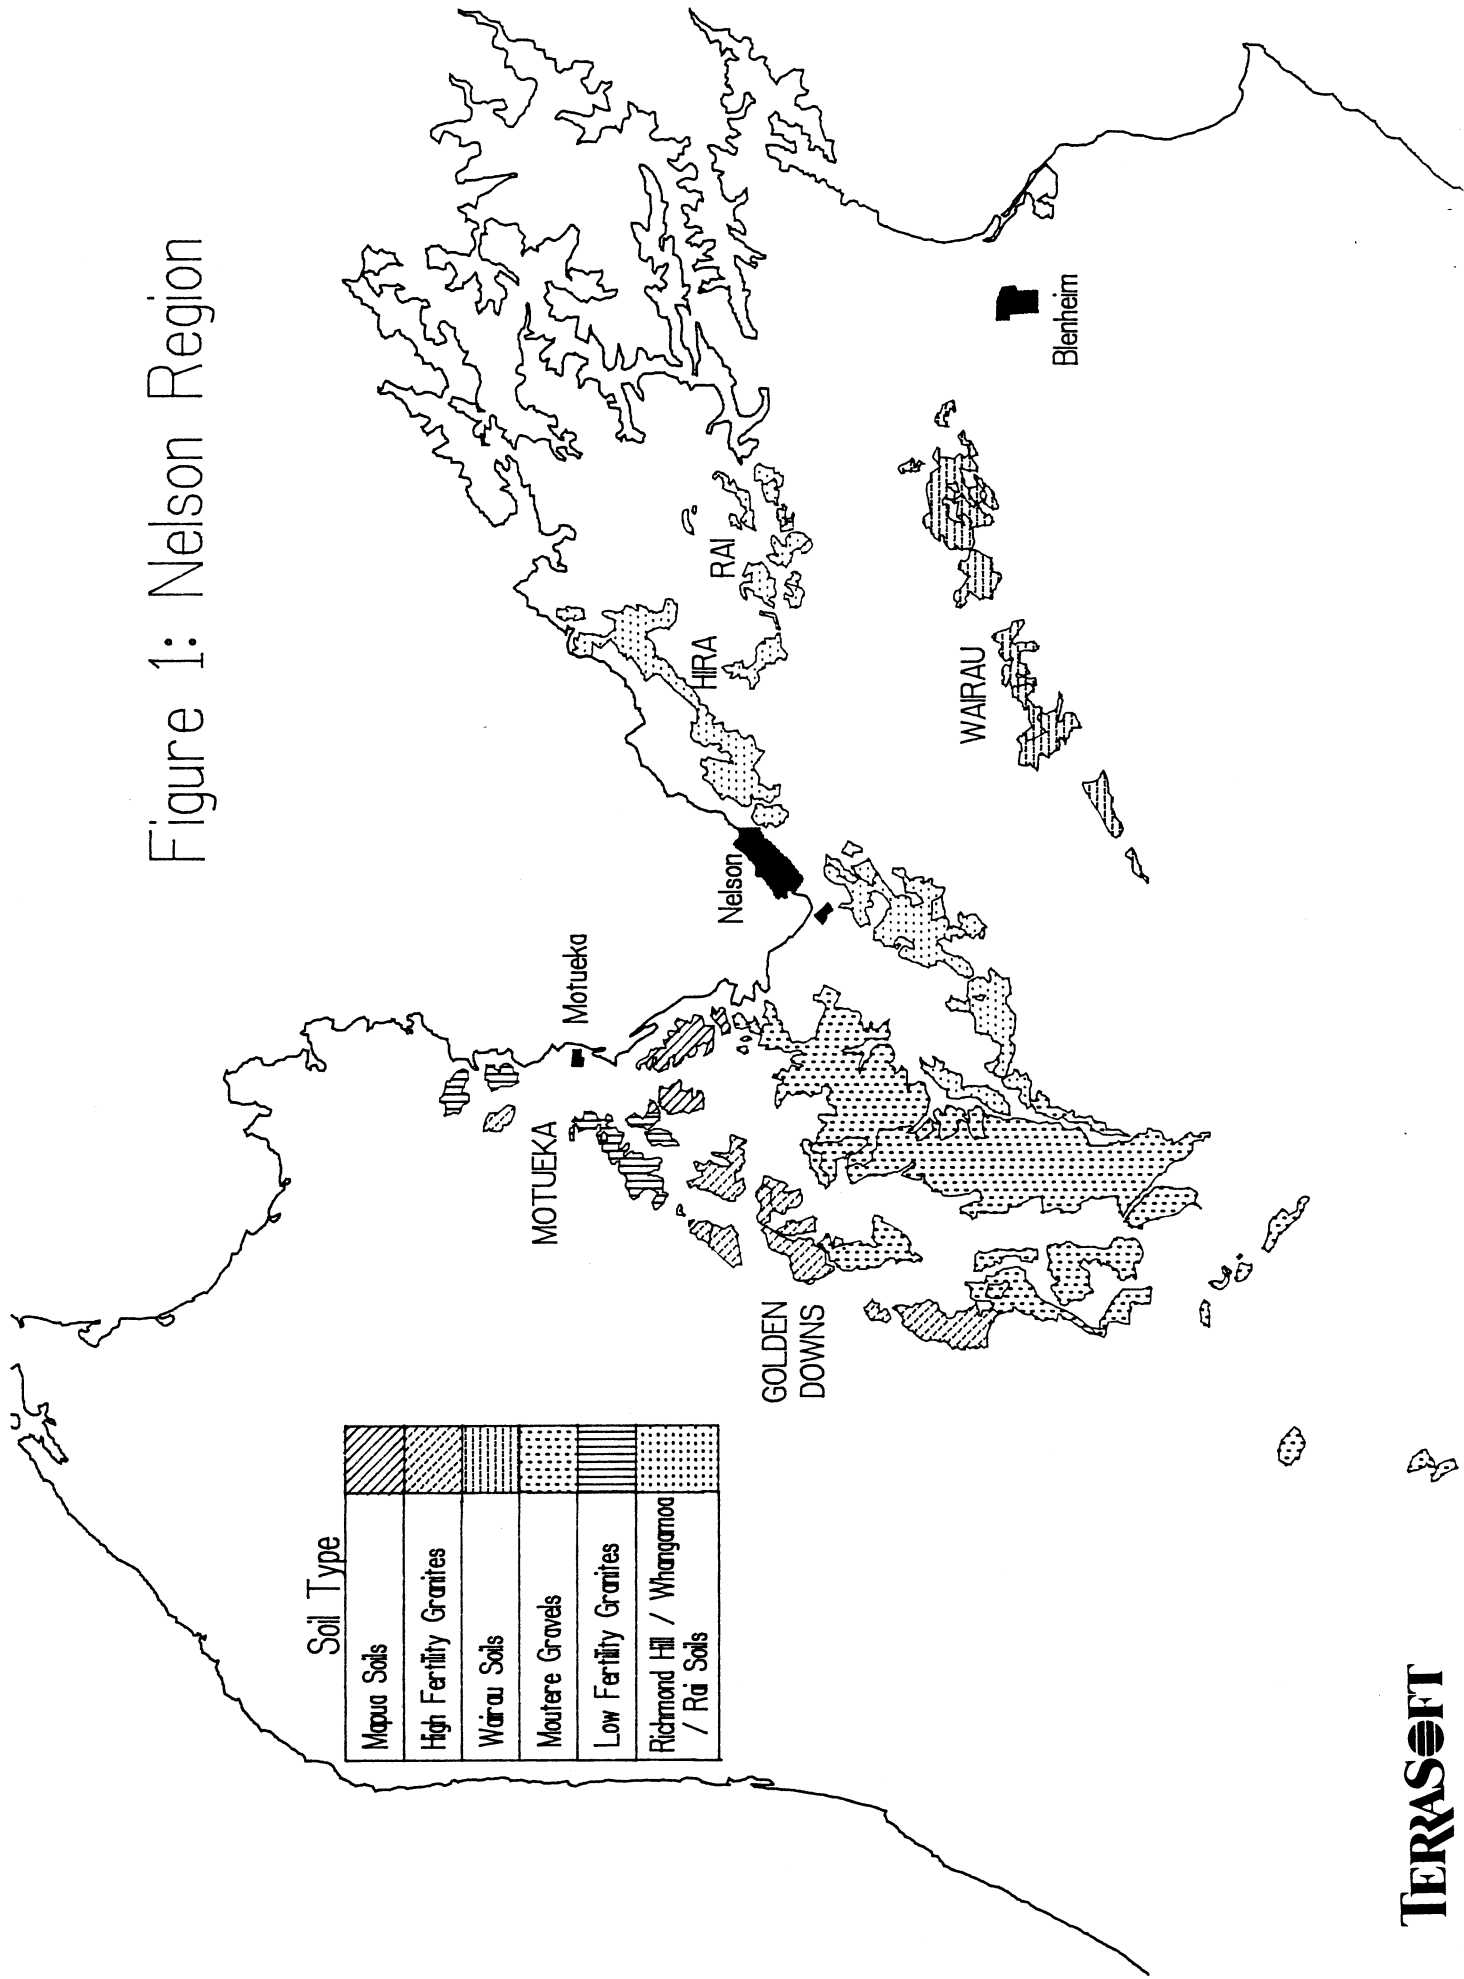 Figure 1: Nelson Region
Soil Type
Mapua Soils
High Fertility Granites
Wairau Soils
Moutere Gravels
Low Fertility Granites
Richmond Hill / Whangamoa
/ Rai Soils
MOTUEKA
Motueka
Nelson
HIRA
RAI
GOLDEN
DOWNS
WAIRAU
Blenheim
TERRASOFT